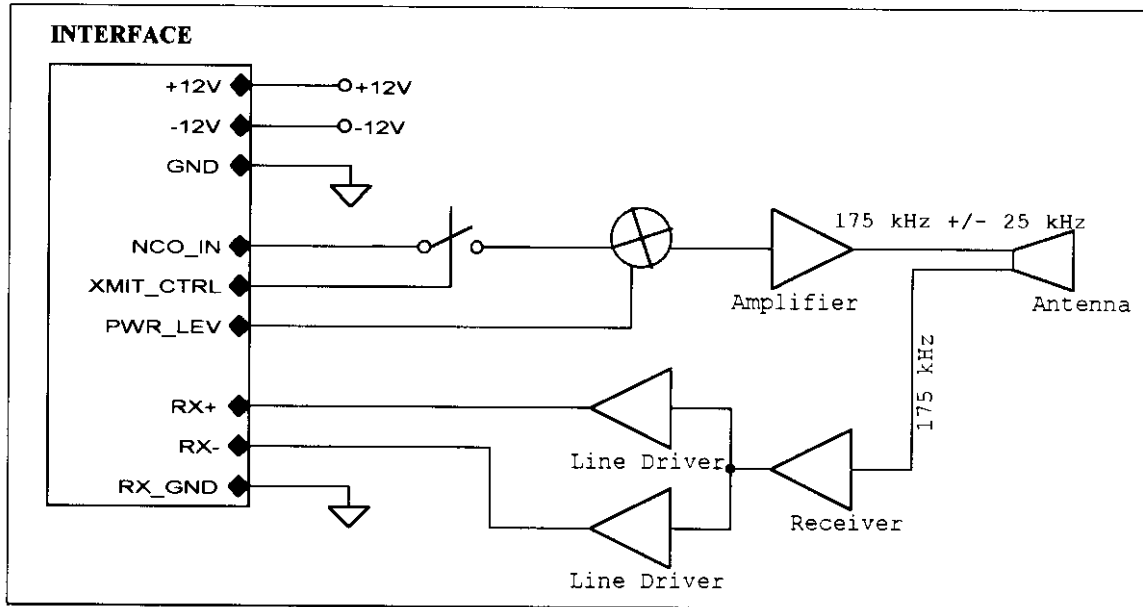 INTERFACE
+12V
+12V
-12V
-12V
GND
NCO_IN
XMIT_CTRL
PWR_LEV
175 kHz +/- 25 kHz
Amplifier
Antenna
175 kHz
RX+
RX-
RX_GND
Line Driver
Receiver
Line Driver